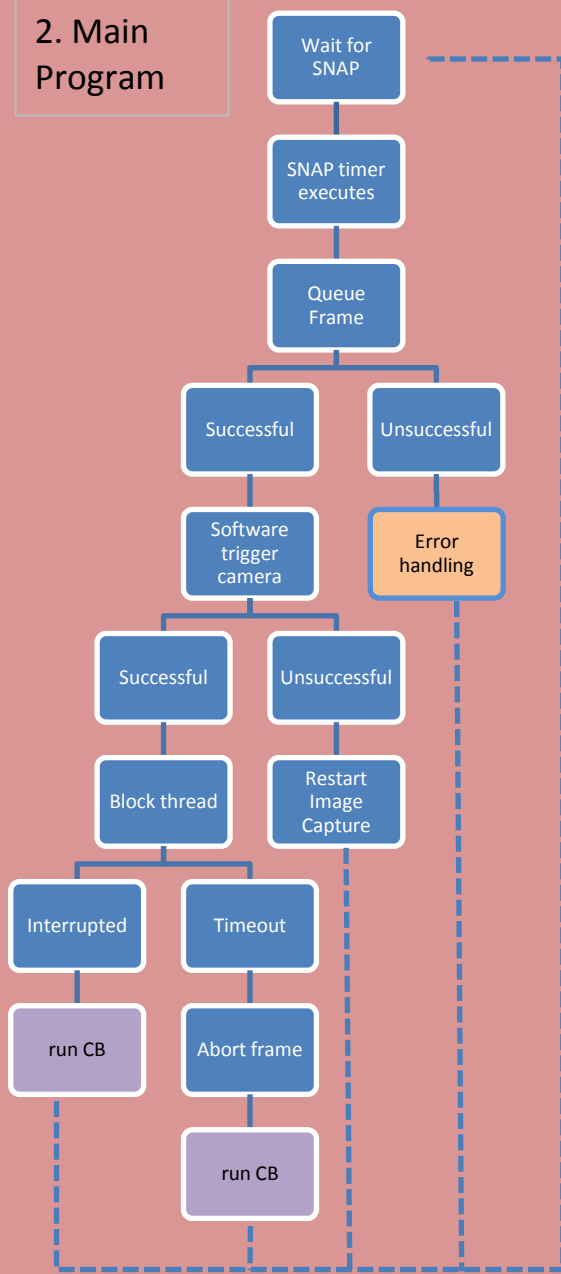 2. Main
Program
Wait for
SNAP
SNAP timer
executes
Queue
Frame
Successful
Unsuccessful
Software
trigger
camera
Error
handling
Successful
Unsuccessful
Block thread
Restart
Image
Capture
Interrupted
Timeout
run CB
Abort frame
run CB